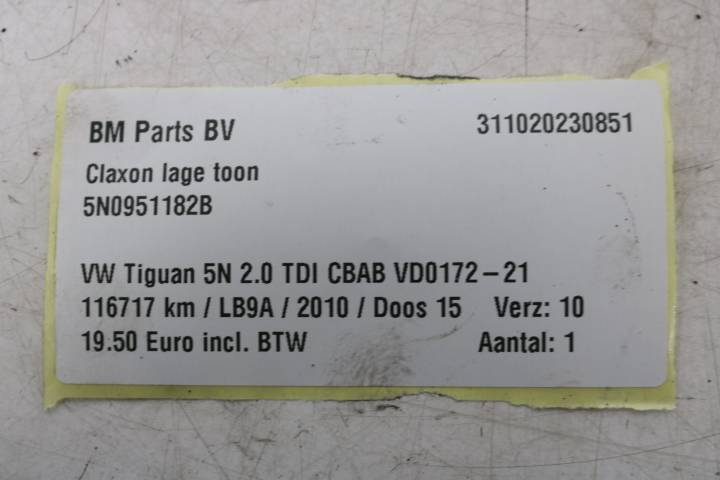 BM Parts BV 311020230851
Claxon lage toon
5N0951182B
VW Tiguan 5N 2.0 TDI CBAB VD0172-21
116717 km / LB9A / 2010 / Doos 15 Verz: 10
19.50 Euro incl. BTW Aantal: 1